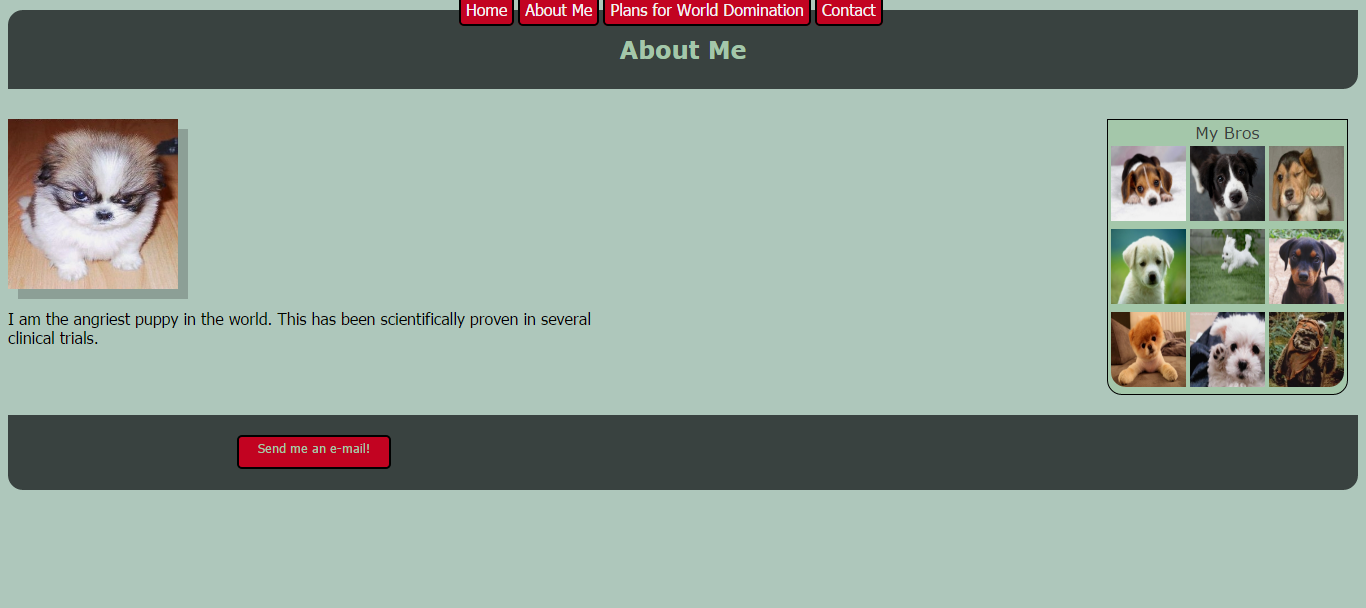 Home About Me Plans for World Domination Contact
About Me
My Bros
I am the angriest puppy in the world. This has been scientifically proven in several
clinical trials.
Send me an e-mail!